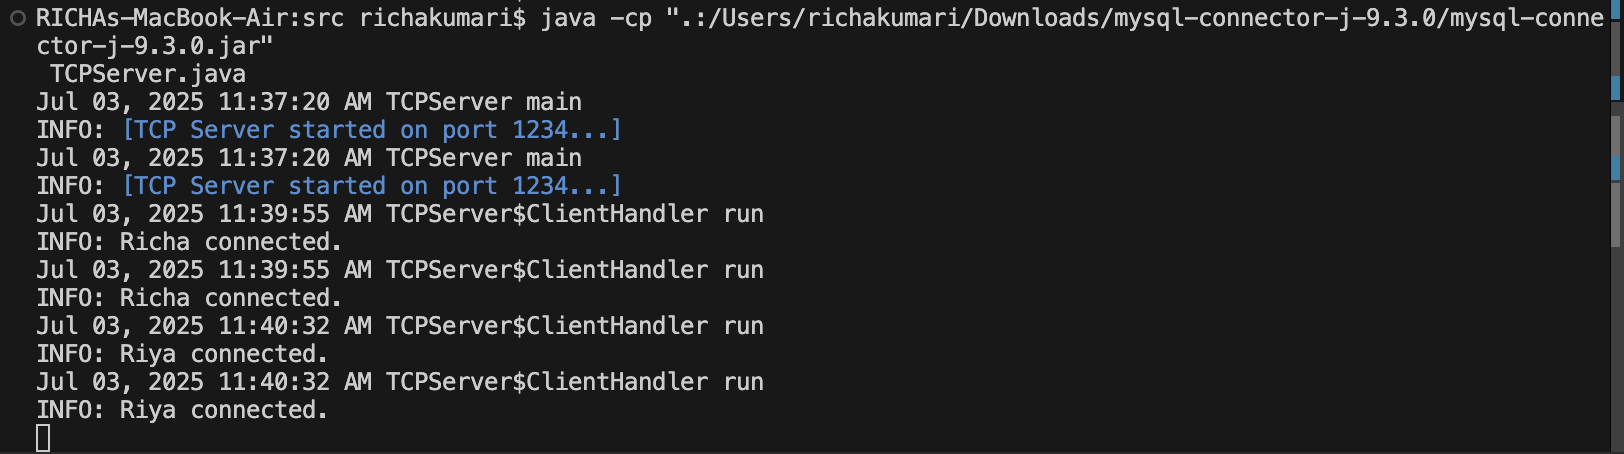 RICHAs-MacBook-Air:src richakumari$ java -cp ".:/Users/richakumari/Downloads/mysql-connector-j-9.3.0/mysql-conne
ctor-j-9.3.0.jar"
 TCPServer.java
Jul 03, 2025 11:37:20 AM TCPServer main
INFO: [TCP Server started on port 1234...]
Jul 03, 2025 11:37:20 AM TCPServer main
INFO: [TCP Server started on port 1234...]
Jul 03, 2025 11:39:55 AM TCPServer$ClientHandler run
INFO: Richa connected.
Jul 03, 2025 11:39:55 AM TCPServer$ClientHandler run
INFO: Richa connected.
Jul 03, 2025 11:40:32 AM TCPServer$ClientHandler run
INFO: Riya connected.
Jul 03, 2025 11:40:32 AM TCPServer$ClientHandler run
INFO: Riya connected.